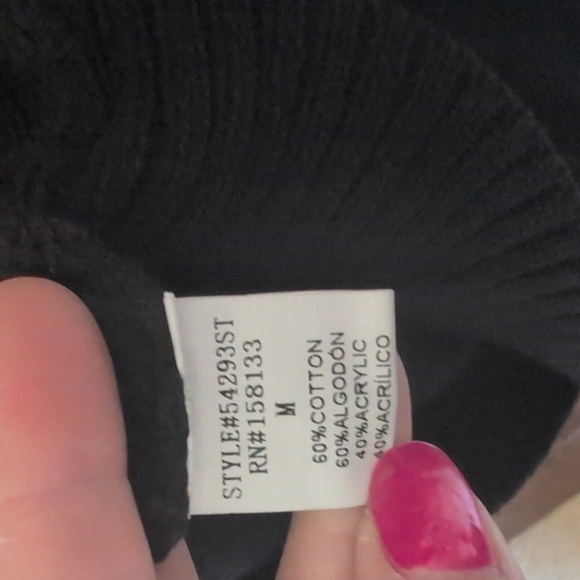 STYLE#54293ST
RN#158133
M
60%COTTON
60%ALGODÓN
40%ACRYLIC
40%ACRÍLICO